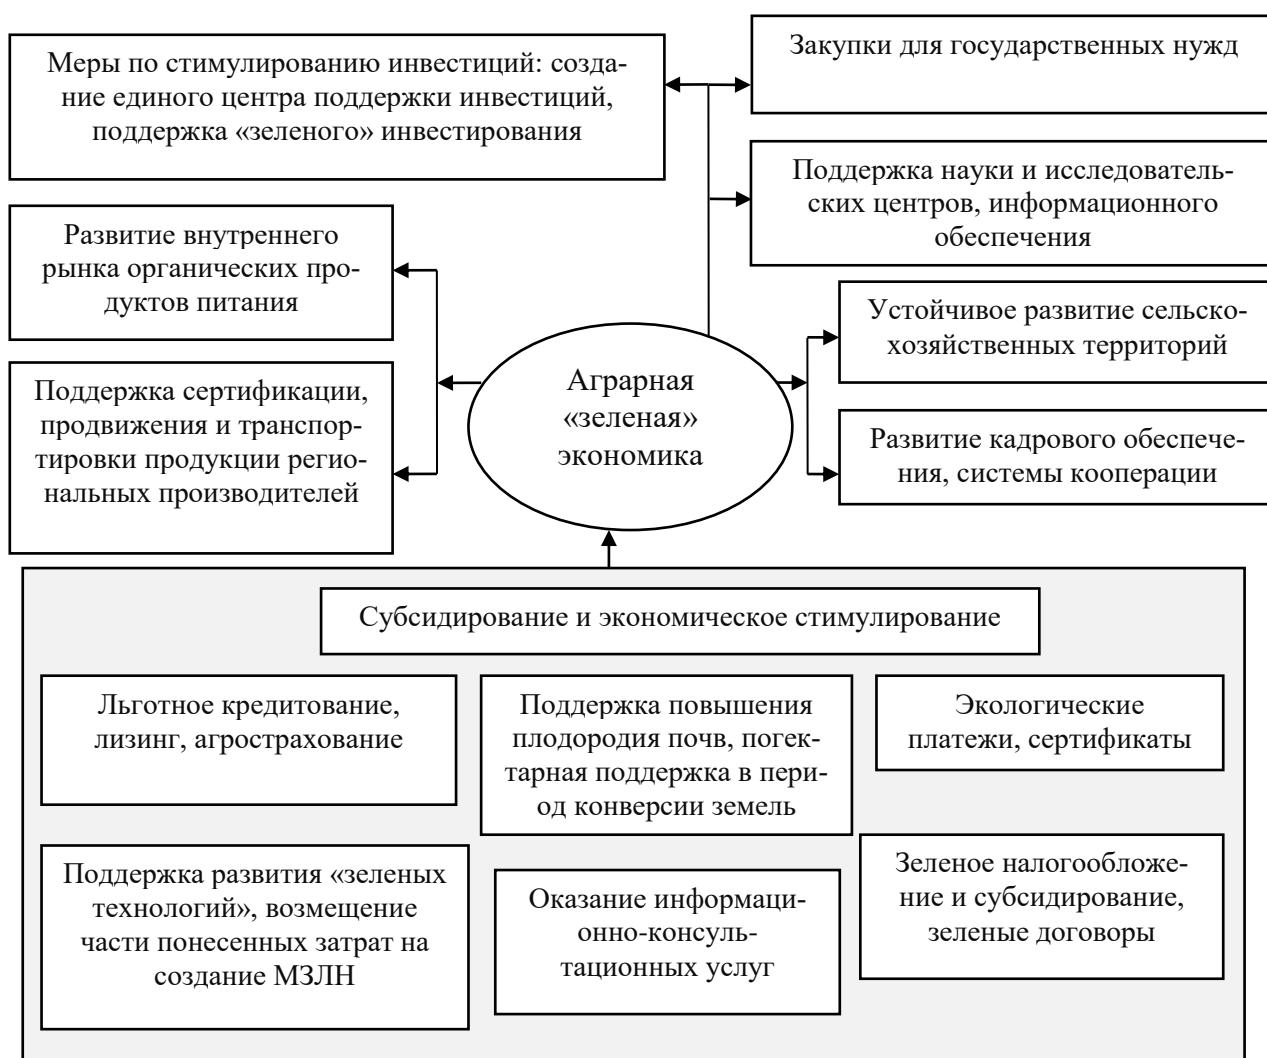 Меры по стимулированию инвестиций: созда-
ние единого центра поддержки инвестиций,
поддержка «зеленого» инвестирования
Закупки для государственных нужд
Поддержка науки и исследователь-
ских центров, информационного
обеспечения
Развитие внутреннего
рынка органических про-
дуктов питания
Устойчивое развитие сельско-
хозяйственных территорий
Поддержка сертификации,
продвижения и транспор-
тировки продукции регио-
нальных производителей
Аграрная
«зеленая»
экономика
Развитие кадрового обеспече-
ния, системы кооперации
Субсидирование и экономическое стимулирование
Льготное кредитование,
лизинг, агрострахование
Поддержка повышения
плодородия почв, погек-
тарная поддержка в пери-
од конверсии земель
Экологические
платежи, сертификаты
Поддержка развития «зеленых
технологий», возмещение
части понесенных затрат на
создание МЗЛН
Оказание информаци-
онно-консуль-
тационных услуг
Зеленое налогообложе-
ние и субсидирование,
зеленые договоры